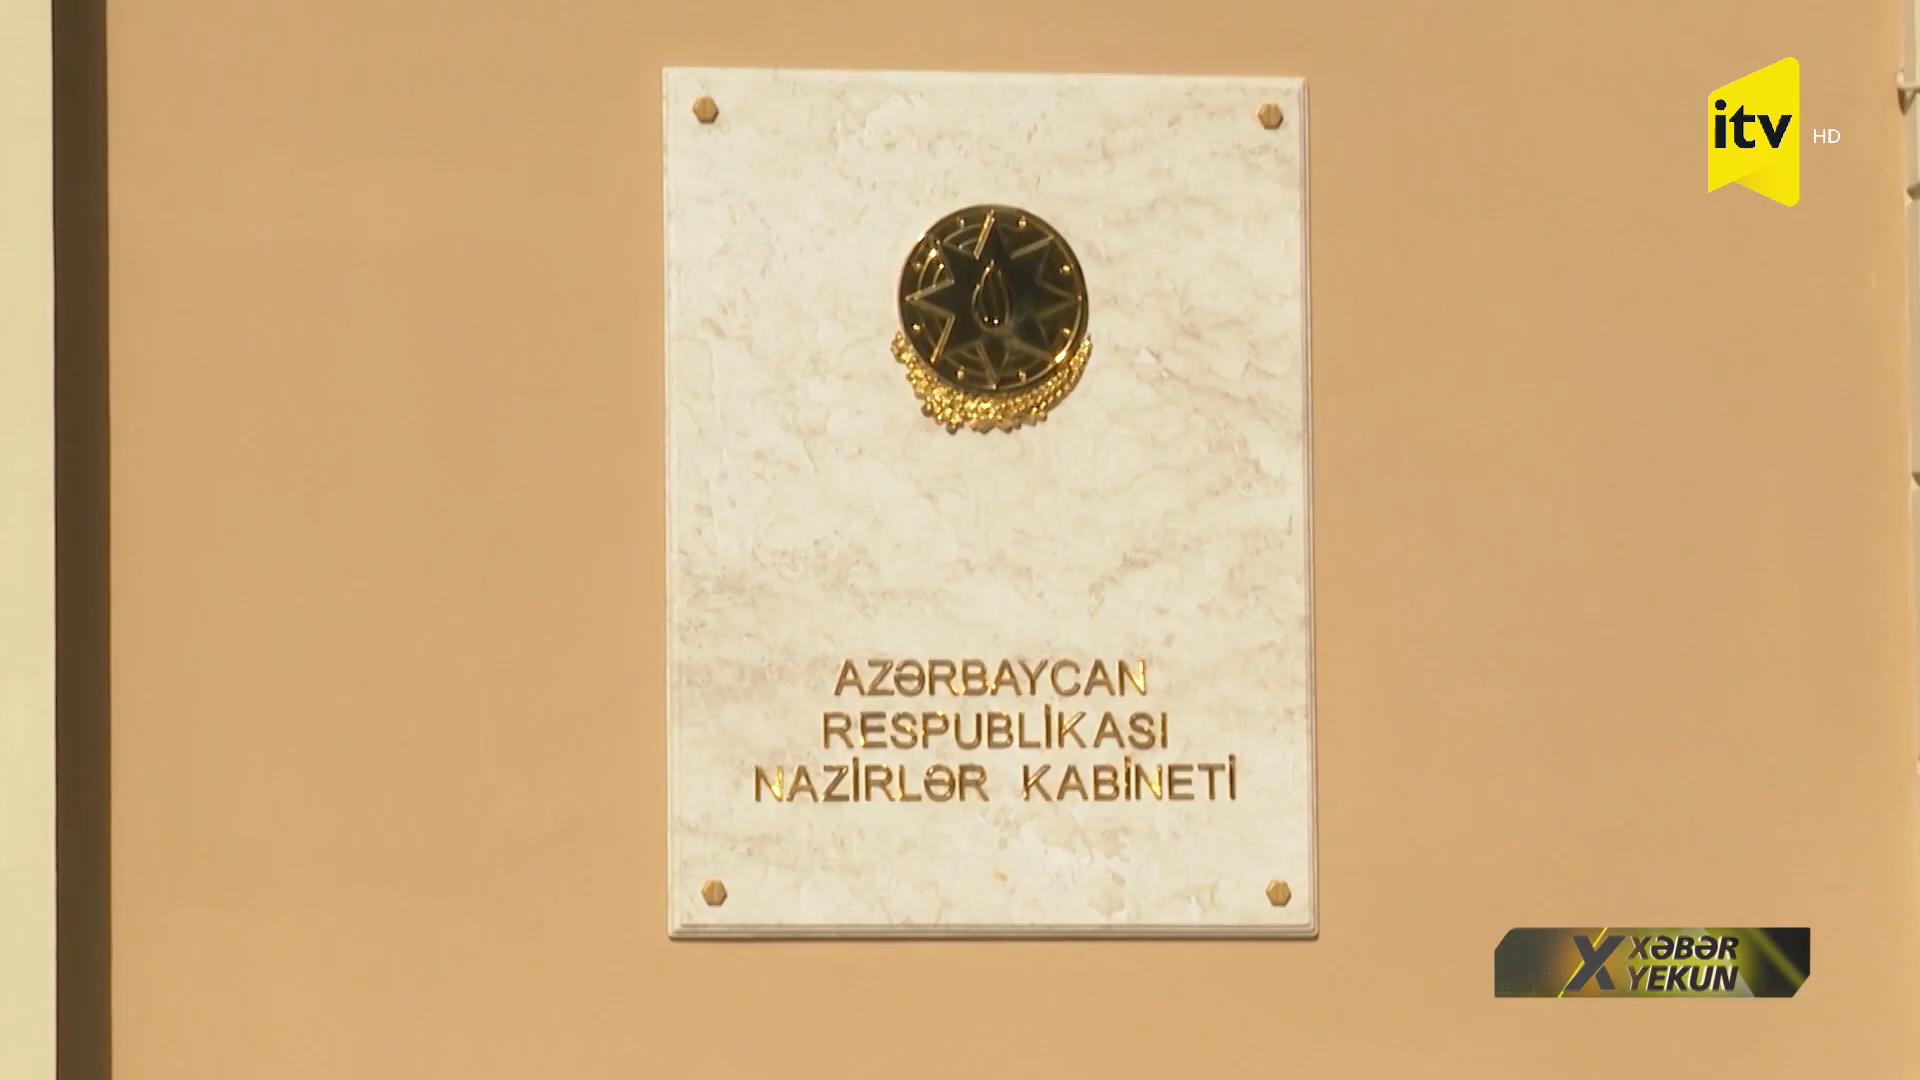 itv HD
AZƏRBAYCAN
RESPUBLİKASI
NAZİRLƏR KABİNETİ
X XƏBƏR
YEKUN